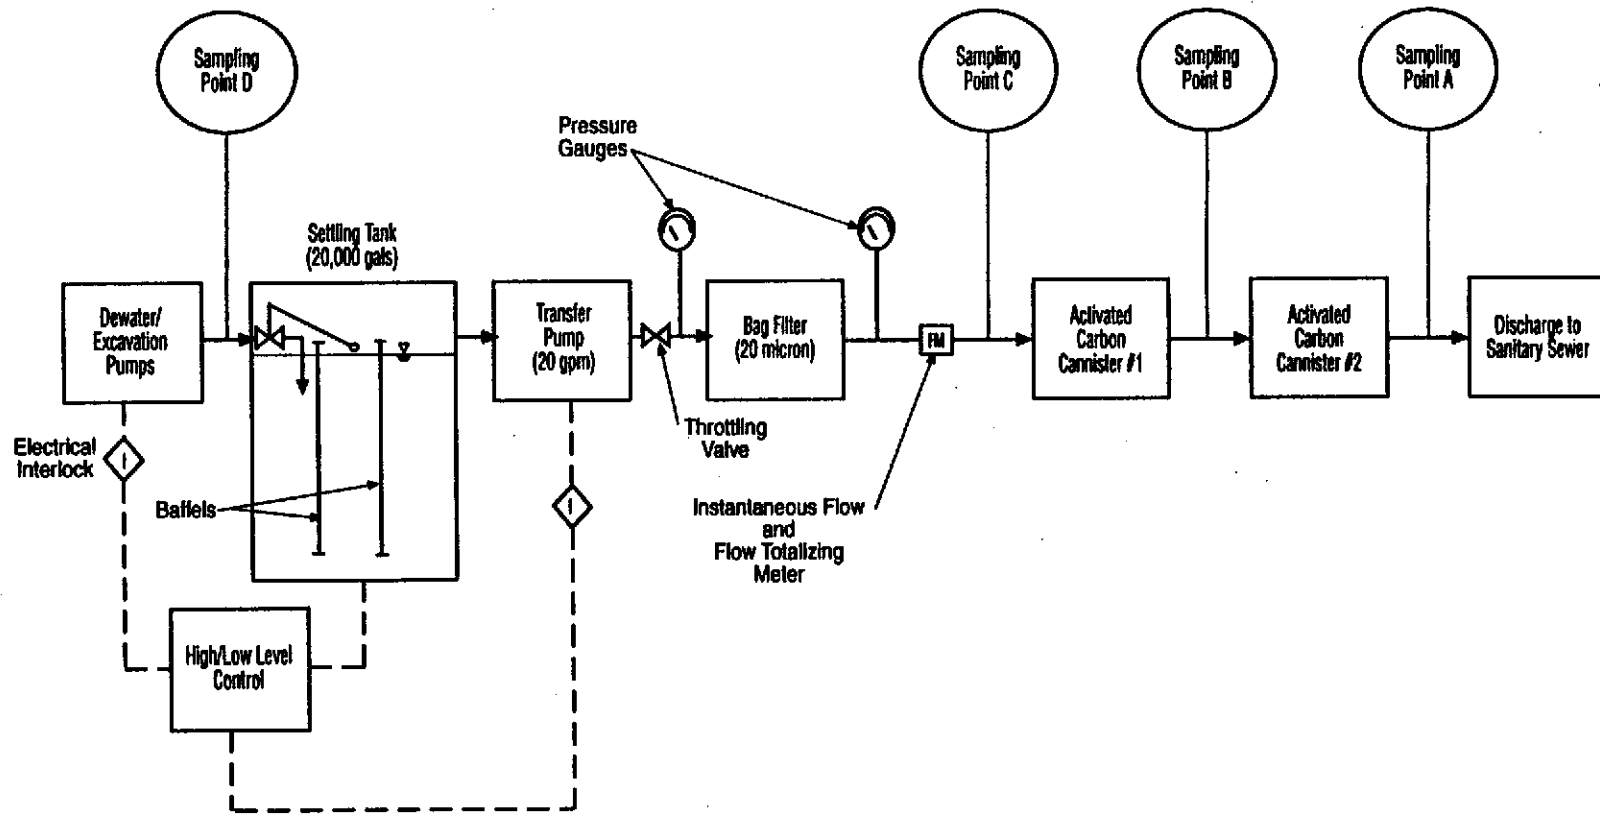 Sampling
Point D
Sampling
Point C
Sampling
Point B
Sampling
Point A
Pressure
Gauges
Settling Tank
(20,000 gals)
Dewater/
Excavation
Pumps
Transfer
Pump
(20 gpm)
Bag Filter
(20 micron)
FM
Activated
Carbon
Cannister #1
Activated
Carbon
Cannister #2
Discharge to
Sanitary Sewer
Electrical
Interlock
I
Throttling
Valve
Baffels
I
Instantaneous Flow
and
Flow Totalizing
Meter
High/Low Level
Control